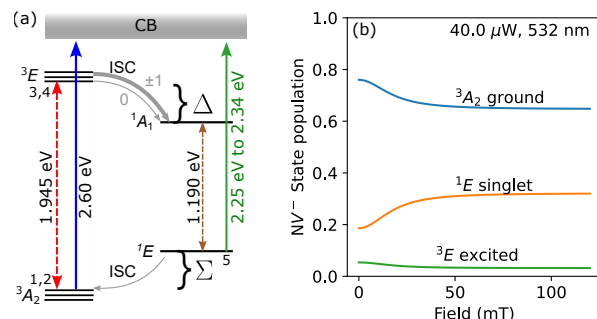 (a)
CB
³E
ISC
±1
0
3,4
} Δ
¹A₁
1.945 eV
2.60 eV
1.190 eV
2.25 eV to 2.34 eV
¹E
5
} Σ
ISC
1,2
³A₂
(b)
40.0 μW, 532 nm
NV⁻ State population
1.0
0.8
0.6
0.4
0.2
0.0
³A₂ ground
¹E singlet
³E excited
0 50 100
Field (mT)